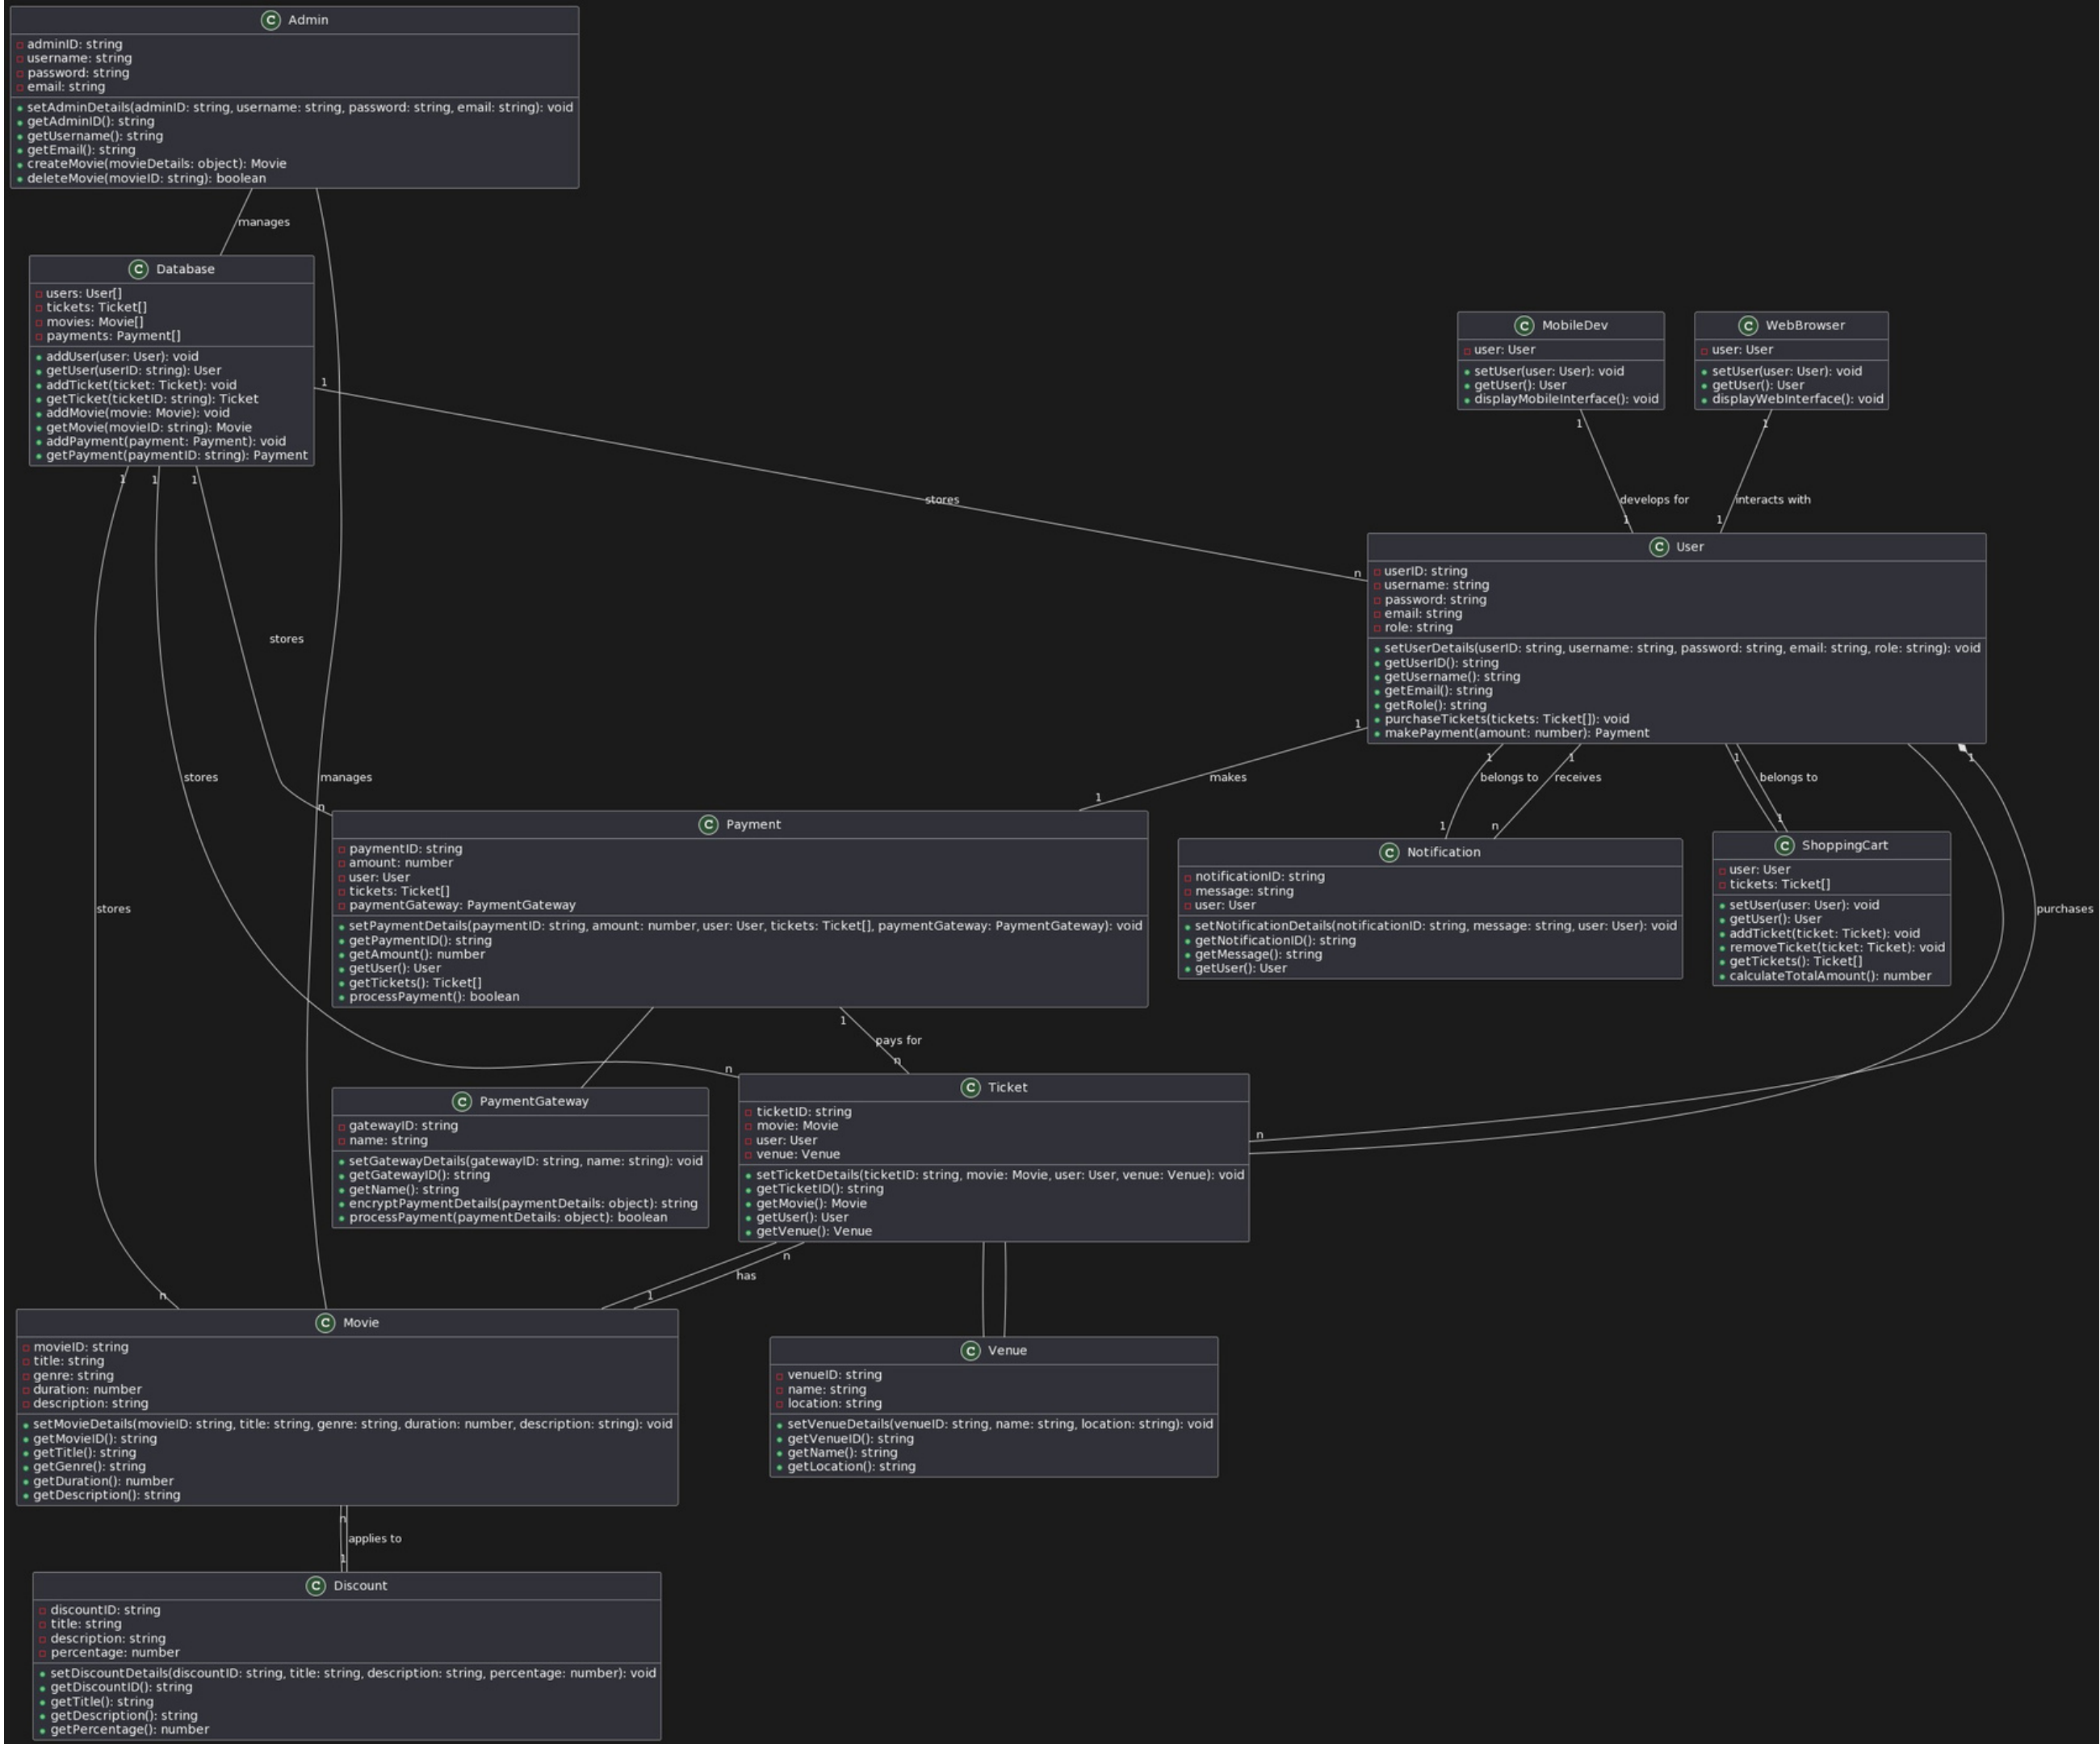 C Admin
adminID: string
username: string
password: string
email: string
setAdminDetails(adminID: string, username: string, password: string, email: string): void
getAdminID(): string
getUsername(): string
getEmail(): string
createMovie(movieDetails: object): Movie
deleteMovie(movieID: string): boolean
manages
C Database
users: User[]
tickets: Ticket[]
movies: Movie[]
payments: Payment[]
addUser(user: User): void
getUser(userID: string): User
addTicket(ticket: Ticket): void
getTicket(ticketID: string): Ticket
addMovie(movie: Movie): void
getMovie(movieID: string): Movie
addPayment(payment: Payment): void
getPayment(paymentID: string): Payment
1
1
1
1
stores
n
C MobileDev
user: User
setUser(user: User): void
getUser(): User
displayMobileInterface(): void
1
develops for
1
C WebBrowser
user: User
setUser(user: User): void
getUser(): User
displayWebInterface(): void
1
interacts with
1
C User
userID: string
username: string
password: string
email: string
role: string
setUserDetails(userID: string, username: string, password: string, email: string, role: string): void
getUserID(): string
getUsername(): string
getEmail(): string
getRole(): string
purchaseTickets(tickets: Ticket[]): void
makePayment(amount: number): Payment
stores
n
stores
manages
stores
1
makes
1
1
belongs to
1
1
receives
n
1
belongs to
1
1
purchases
n
C Payment
paymentID: string
amount: number
user: User
tickets: Ticket[]
paymentGateway: PaymentGateway
setPaymentDetails(paymentID: string, amount: number, user: User, tickets: Ticket[], paymentGateway: PaymentGateway): void
getPaymentID(): string
getAmount(): number
getUser(): User
getTickets(): Ticket[]
processPayment(): boolean
C Notification
notificationID: string
message: string
user: User
setNotificationDetails(notificationID: string, message: string, user: User): void
getNotificationID(): string
getMessage(): string
getUser(): User
C ShoppingCart
user: User
tickets: Ticket[]
setUser(user: User): void
getUser(): User
addTicket(ticket: Ticket): void
removeTicket(ticket: Ticket): void
getTickets(): Ticket[]
calculateTotalAmount(): number
1
pays for
n
n
C PaymentGateway
gatewayID: string
name: string
setGatewayDetails(gatewayID: string, name: string): void
getGatewayID(): string
getName(): string
encryptPaymentDetails(paymentDetails: object): string
processPayment(paymentDetails: object): boolean
C Ticket
ticketID: string
movie: Movie
user: User
venue: Venue
setTicketDetails(ticketID: string, movie: Movie, user: User, venue: Venue): void
getTicketID(): string
getMovie(): Movie
getUser(): User
getVenue(): Venue
n
has
1
n
C Movie
movieID: string
title: string
genre: string
duration: number
description: string
setMovieDetails(movieID: string, title: string, genre: string, duration: number, description: string): void
getMovieID(): string
getTitle(): string
getGenre(): string
getDuration(): number
getDescription(): string
C Venue
venueID: string
name: string
location: string
setVenueDetails(venueID: string, name: string, location: string): void
getVenueID(): string
getName(): string
getLocation(): string
n
applies to
1
C Discount
discountID: string
title: string
description: string
percentage: number
setDiscountDetails(discountID: string, title: string, description: string, percentage: number): void
getDiscountID(): string
getTitle(): string
getDescription(): string
getPercentage(): number